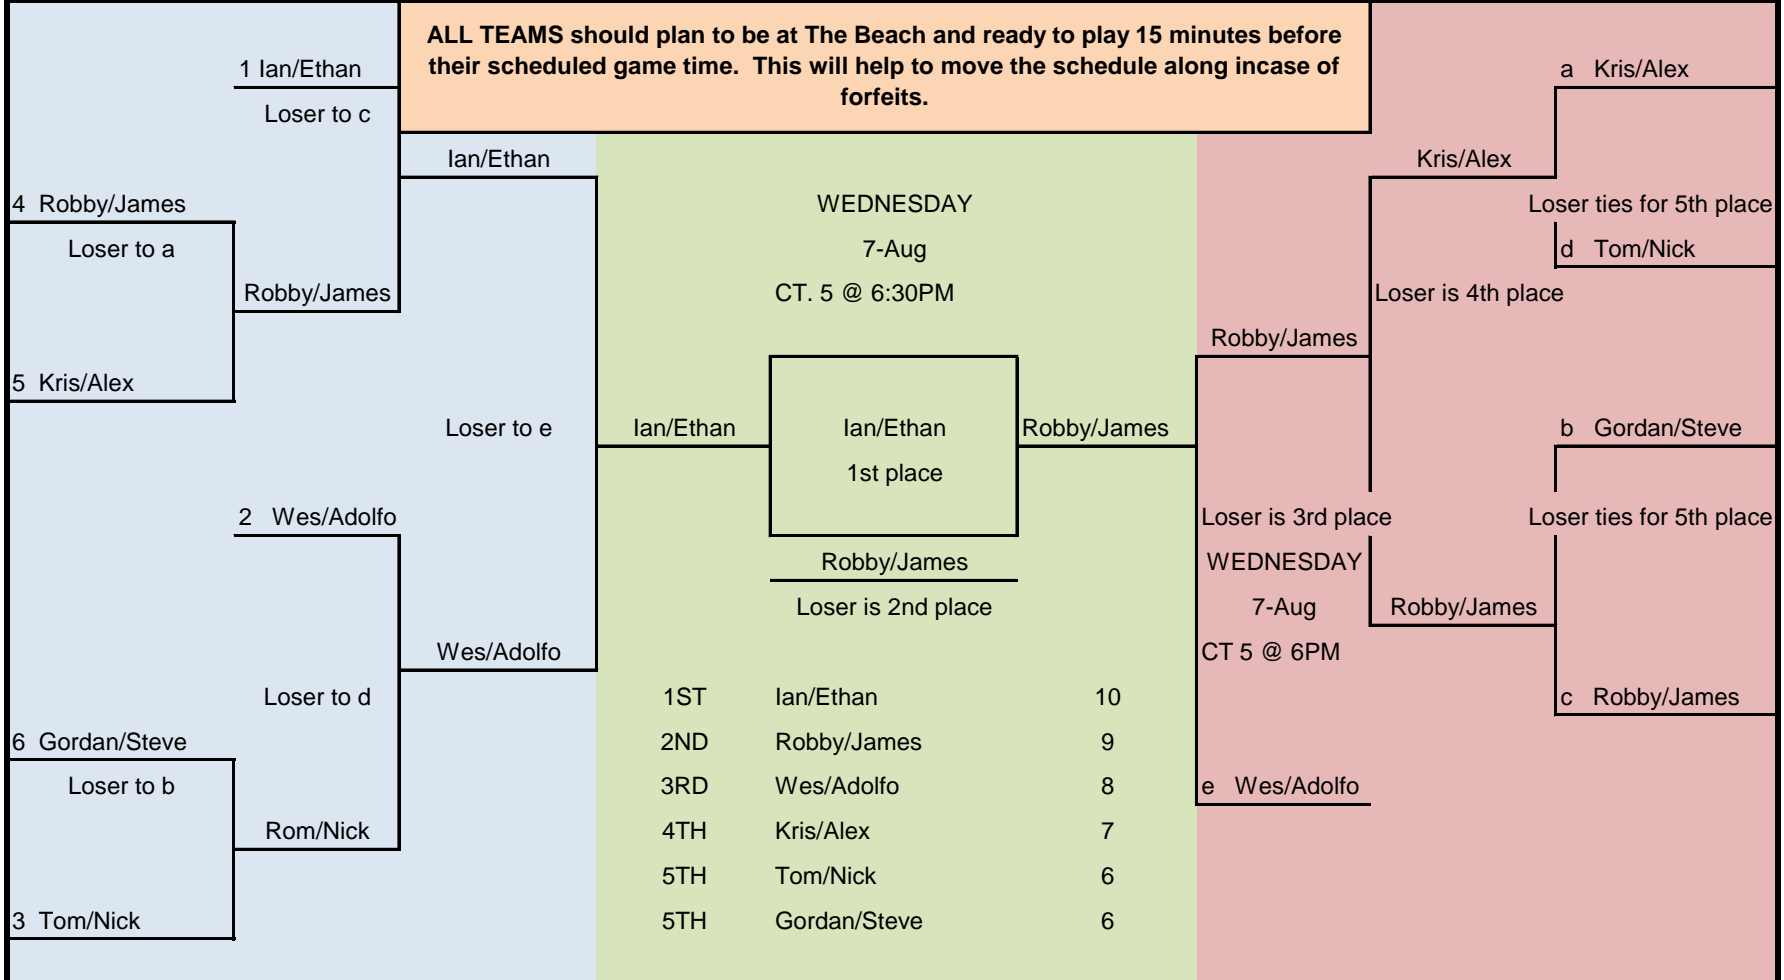 ALL TEAMS should plan to be at The Beach and ready to play 15 minutes before
their scheduled game time. This will help to move the schedule along incase of
forfeits.
1 Ian/Ethan
Loser to c
Ian/Ethan
4 Robby/James
Loser to a
Robby/James
5 Kris/Alex
Loser to e
2 Wes/Adolfo
Wes/Adolfo
Loser to d
6 Gordan/Steve
Loser to b
Rom/Nick
3 Tom/Nick
WEDNESDAY
7-Aug
CT. 5 @ 6:30PM
Ian/Ethan
Ian/Ethan
1st place
Robby/James
Robby/James
Loser is 2nd place
1ST Ian/Ethan 10
2ND Robby/James 9
3RD Wes/Adolfo 8
4TH Kris/Alex 7
5TH Tom/Nick 6
5TH Gordan/Steve 6
a Kris/Alex
Kris/Alex
Loser ties for 5th place
d Tom/Nick
Loser is 4th place
Robby/James
b Gordan/Steve
Loser is 3rd place
Loser ties for 5th place
WEDNESDAY
7-Aug
Robby/James
CT 5 @ 6PM
c Robby/James
e Wes/Adolfo